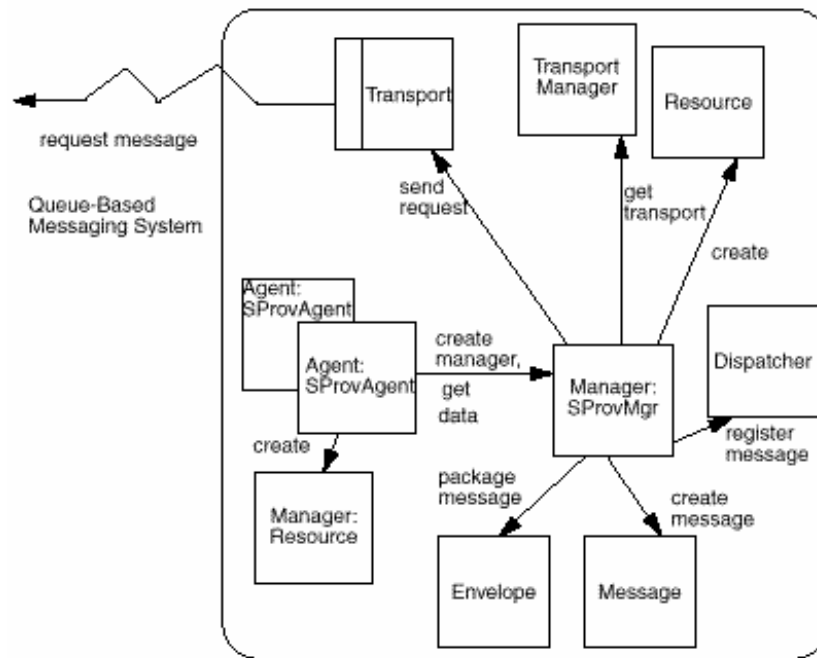 Transport
Transport
Manager
Resource
request message
send
request
get
transport
Queue-Based
Messaging System
create
Agent:
SProvAgent
Agent:
SProvAgent
create
manager,
get
data
Manager:
SProvMgr
Dispatcher
create
register
message
Manager:
Resource
package
message
create
message
Envelope
Message